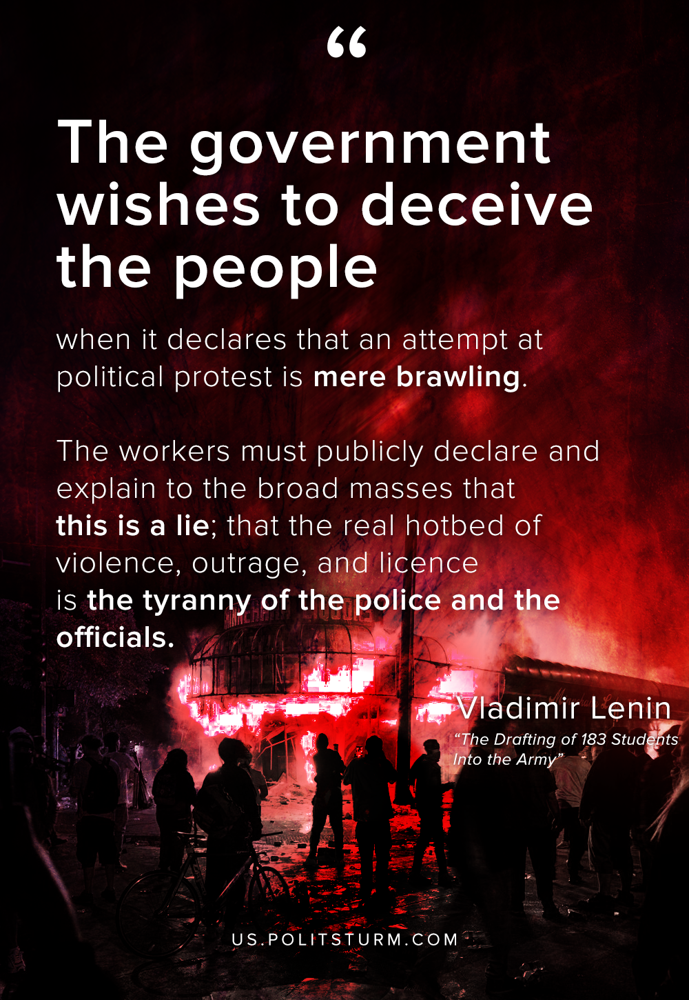 “
The government
wishes to deceive
the people
when it declares that an attempt at
political protest is mere brawling.
The workers must publicly declare and
explain to the broad masses that
this is a lie; that the real hotbed of
violence, outrage, and licence
is the tyranny of the police and the
officials.
Vladimir Lenin
“The Drafting of 183 Students
Into the Army”
US.POLITSTURM.COM